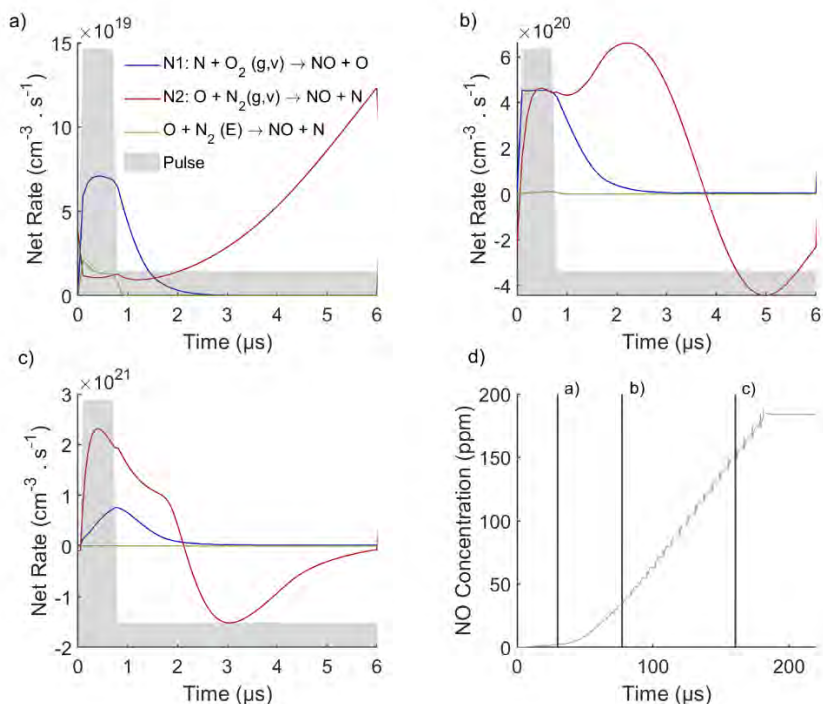 a)
×10^19
15
10
5
0
Net Rate (cm^-3 . s^-1)
N1: N + O_2 (g,v) → NO + O
N2: O + N_2(g,v) → NO + N
O + N_2 (E) → NO + N
Pulse
0 1 2 3 4 5 6
Time (µs)
b)
×10^20
6
4
2
0
-2
-4
Net Rate (cm^-3 . s^-1)
0 1 2 3 4 5 6
Time (µs)
c)
×10^21
3
2
1
0
-1
-2
Net Rate (cm^-3 . s^-1)
0 1 2 3 4 5 6
Time (µs)
d)
200
150
100
50
0
NO Concentration (ppm)
a) b) c)
0 100 200
Time (µs)